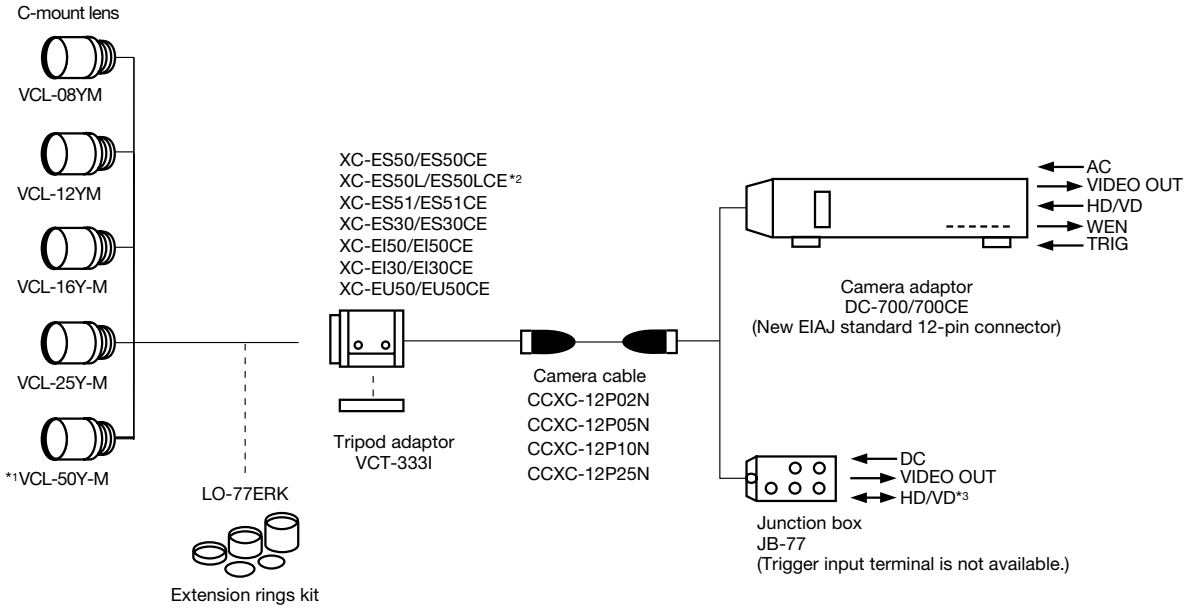 C-mount lens
VCL-08YM
VCL-12YM
VCL-16Y-M
VCL-25Y-M
*1VCL-50Y-M
LO-77ERK
Extension rings kit
XC-ES50/ES50CE
XC-ES50L/ES50LCE*2
XC-ES51/ES51CE
XC-ES30/ES30CE
XC-EI50/EI50CE
XC-EI30/EI30CE
XC-EU50/EU50CE
Tripod adaptor
VCT-333I
Camera cable
CCXC-12P02N
CCXC-12P05N
CCXC-12P10N
CCXC-12P25N
AC
VIDEO OUT
HD/VD
WEN
TRIG
Camera adaptor
DC-700/700CE
(New EIAJ standard 12-pin connector)
DC
VIDEO OUT
HD/VD*3
Junction box
JB-77
(Trigger input terminal is not available.)